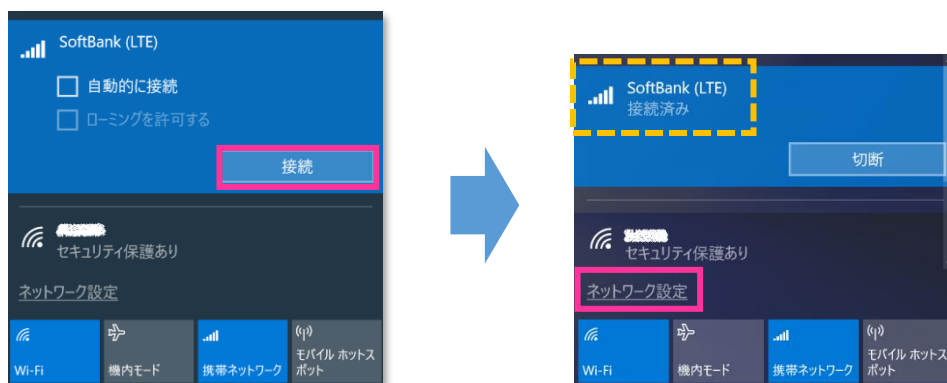 SoftBank (LTE)
自動的に接続
ローミングを許可する
接続
セキュリティ保護あり
ネットワーク設定
Wi-Fi
機内モード
携帯ネットワーク
モバイル ホットス
ポット
SoftBank (LTE)
接続済み
切断
セキュリティ保護あり
ネットワーク設定
Wi-Fi
機内モード
携帯ネットワーク
モバイル ホットス
ポット